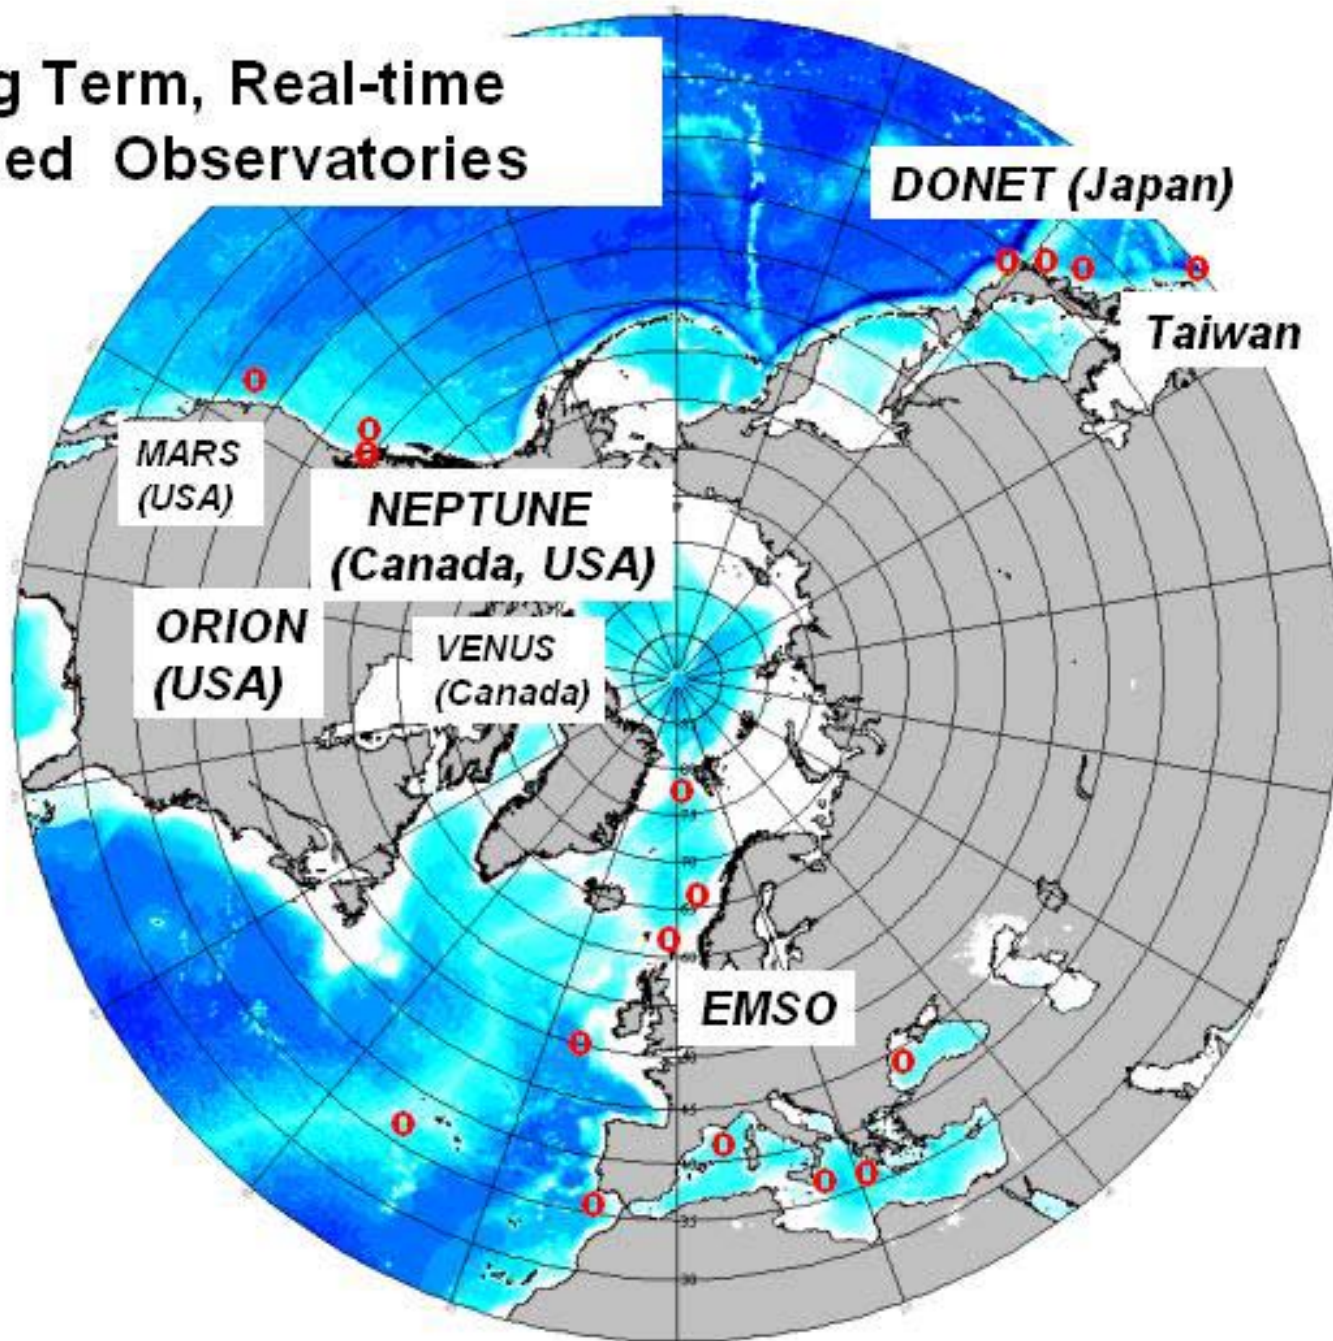 g Term, Real-time
ed Observatories
DONET (Japan)
Taiwan
MARS
(USA)
NEPTUNE
(Canada, USA)
ORION
(USA)
VENUS
(Canada)
EMSO